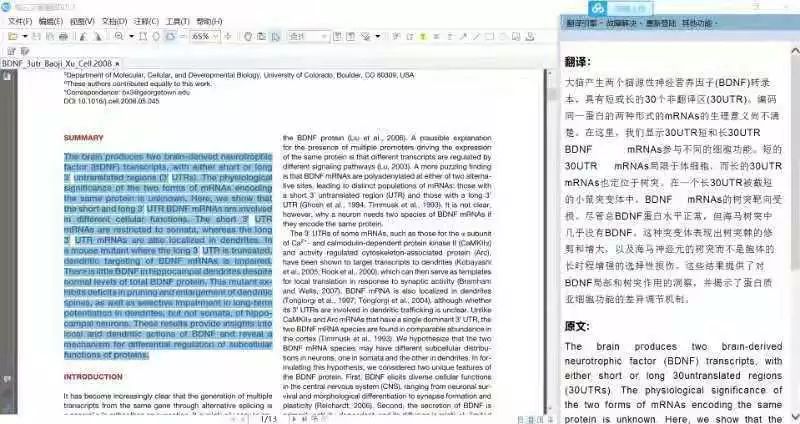 文件(F) 编辑(E) 视图(V) 文档(D) 注释(C) 工具(T) 帮助(H)
65%
查找
BDNF_3utr_Baoji_Xu_Cell.2008 ×
Department of Molecular, Cellular, and Developmental Biology, University of Colorado, Boulder, CO 80309, USA
These authors contributed equally to this work.
*Correspondence: bx3@georgetown.edu
DOI 10.1016/j.cell.2008.05.045
SUMMARY
The brain produces two brain-derived neurotrophic
factor (BDNF) transcripts, with either short or long
3′ untranslated regions (3′ UTRs). The physiological
significance of the two forms of mRNAs encoding
the same protein is unknown. Here, we show that
the short and long 3′ UTR BDNF mRNAs are involved
in different cellular functions. The short 3′ UTR
mRNAs are restricted to somata, whereas the long
3′ UTR mRNAs are also localized in dendrites. In
a mouse mutant where the long 3′ UTR is truncated,
dendritic targeting of BDNF mRNAs is impaired.
There is little BDNF in hippocampal dendrites despite
normal levels of total BDNF protein. This mutant ex-
hibits deficits in pruning and enlargement of dendritic
spines, as well as selective impairment in long-term
potentiation in dendrites, but not somata, of hippo-
campal neurons. These results provide insights into
local and dendritic actions of BDNF and reveal a
mechanism for differential regulation of subcellular
functions of proteins.
INTRODUCTION
It has become increasingly clear that the generation of multiple
transcripts from the same gene through alternative splicing is
the BDNF protein (Liu et al., 2006). A plausible explanation
for the presence of multiple promoters driving the expression
of the same protein is that different transcripts are regulated by
different signaling pathways (Lu, 2003). A more puzzling finding
is that BDNF mRNAs are polyadenylated at either of two alterna-
tive sites, leading to distinct populations of mRNAs: those with
a short 3′ untranslated region (UTR) and those with a long 3′
UTR (Ghosh et al., 1994; Timmusk et al., 1993). It is not clear,
however, why a neuron needs two species of BDNF mRNAs if
they encode the same protein.
The 3′ UTRs of some mRNAs, such as those for the α subunit
of Ca²⁺- and calmodulin-dependent protein kinase II (CaMKIIα)
and activity regulated cytoskeleton-associated protein (Arc),
have been shown to target transcripts to dendrites (Kobayashi
et al., 2005; Rook et al., 2000), which can then serve as templates
for local translation in response to synaptic activity (Bramham
and Wells, 2007). BDNF mRNA is also localized in dendrites
(Tongiorgi et al., 1997; Tongiorgi et al., 2004), although whether
its 3′ UTRs are involved in dendritic trafficking is unclear. Unlike
CaMKIIα and Arc mRNAs that have a single dominant 3′ UTR, the
two BDNF mRNA species are found in comparable abundance in
the cortex (Timmusk et al., 1993). We hypothesize that the two
BDNF mRNA species may have different subcellular distribu-
tions in neurons, one in somata and the other in dendrites. In for-
mulating this hypothesis, we considered two unique features of
the BDNF protein. First, BDNF elicits diverse cellular functions
in the central nervous system (CNS), ranging from neuronal sur-
vival and morphological differentiation to synapse formation and
plasticity (Reichardt, 2006). Second, the secretion of BDNF is
1/13
翻译引擎 故障解决 重新登陆 其他功能
翻译:
大脑产生两个脑源性神经营养因子(BDNF)转录
本，具有短或长的30个非翻译区(30UTR)。编码
同一蛋白的两种形式的mRNAs的生理意义尚不清
楚。在这里，我们显示30UTR短和长30UTR
BDNF mRNAs参与不同的细胞功能。短的
30UTR mRNAs局限于体细胞，而长的30UTR
mRNAs也定位于树突。在一个长30UTR被截短
的小鼠突变体中，BDNF mRNAs的树突靶向受
损。尽管总BDNF蛋白水平正常，但海马树突中
几乎没有BDNF。这种突变体表现出树突棘的修
剪和增大，以及海马神经元的树突而不是胞体的
长时程增强的选择性损伤。这些结果提供了对
BDNF局部和树突作用的洞察，并揭示了蛋白质
亚细胞功能的差异调节机制。
原文:
The brain produces two brain-derived
neurotrophic factor (BDNF) transcripts, with
either short or long 30untranslated regions
(30UTRs). The physiological significance of
the two forms of mRNAs encoding the same
protein is unknown. Here, we show that the